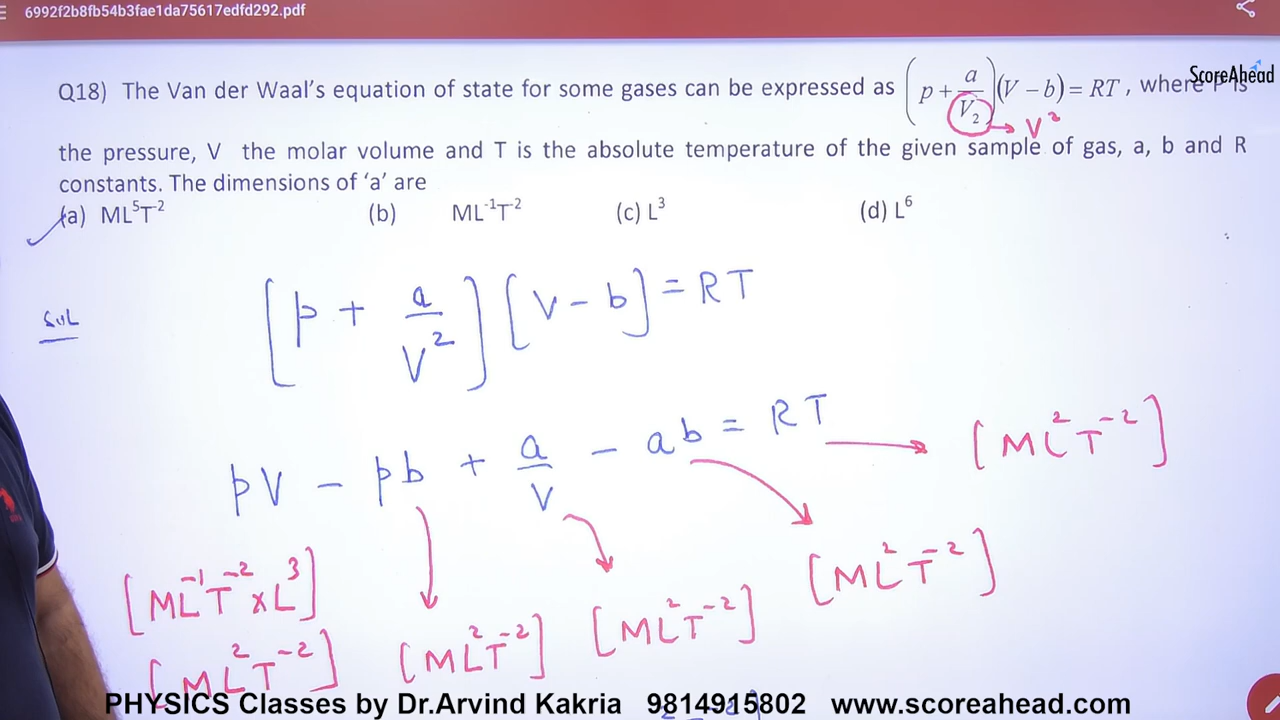 6992f2b8fb54b3fae1da75617edfd292.pdf
ScoreAhead
Q18) The Van der Waal's equation of state for some gases can be expressed as (p + a/V₂)(V − b) = RT, where P is
→ V²
the pressure, V the molar volume and T is the absolute temperature of the given sample of gas, a, b and R
constants. The dimensions of 'a' are
(a) ML⁵T⁻² (b) ML⁻¹T⁻² (c) L³ (d) L⁶
Sol
[p + a/V²] [V − b] = RT
pV − pb + a/V − ab = RT → [ML²T⁻²]
[ML⁻¹T⁻² × L³]
[ML²T⁻²] [ML²T⁻²] [ML²T⁻²] [ML²T⁻²]
PHYSICS Classes by Dr.Arvind Kakria 9814915802 www.scoreahead.com